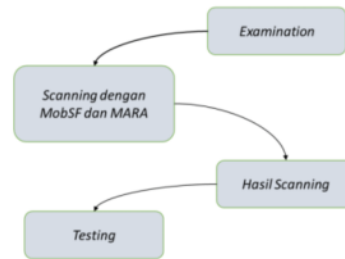 Examination
Scanning dengan
MobSF dan MARA
Hasil Scanning
Testing